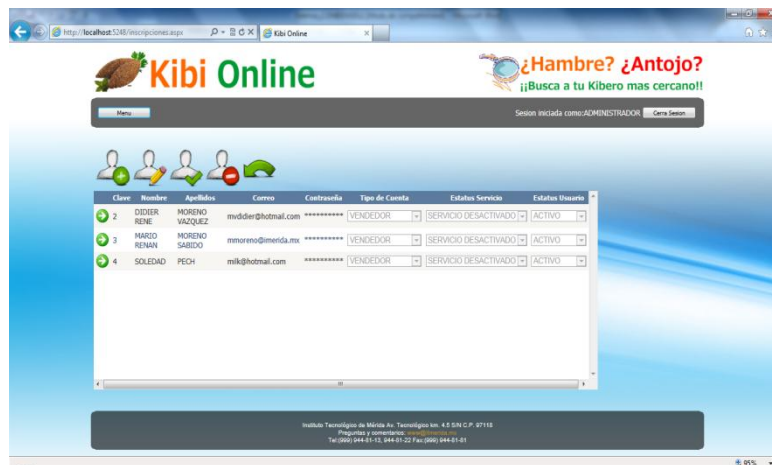 http://localhost:5248/inscripciones.aspx
Kibi Online
Kibi Online
¿Hambre? ¿Antojo?
¡¡Busca a tu Kibero mas cercano!!
Menu
Sesion iniciada como:ADMINISTRADOR
Cerra Sesion
Clave Nombre Apellidos Correo Contraseña Tipo de Cuenta Estatus Servicio Estatus Usuario
2 DIDIER RENE MORENO VAZQUEZ mvdidier@hotmail.com ********** VENDEDOR SERVICIO DESACTIVADO ACTIVO
3 MARIO RENAN MORENO SABIDO mmoreno@imerida.mx ********** VENDEDOR SERVICIO DESACTIVADO ACTIVO
4 SOLEDAD PECH milk@hotmail.com ********** VENDEDOR SERVICIO DESACTIVADO ACTIVO
Instituto Tecnológico de Mérida Av. Tecnológico km. 4.5 S/N C.P. 97118
Preguntas y comentarios:
Tel:(999) 944-81-13, 944-81-22 Fax:(999) 944-81-81
95%